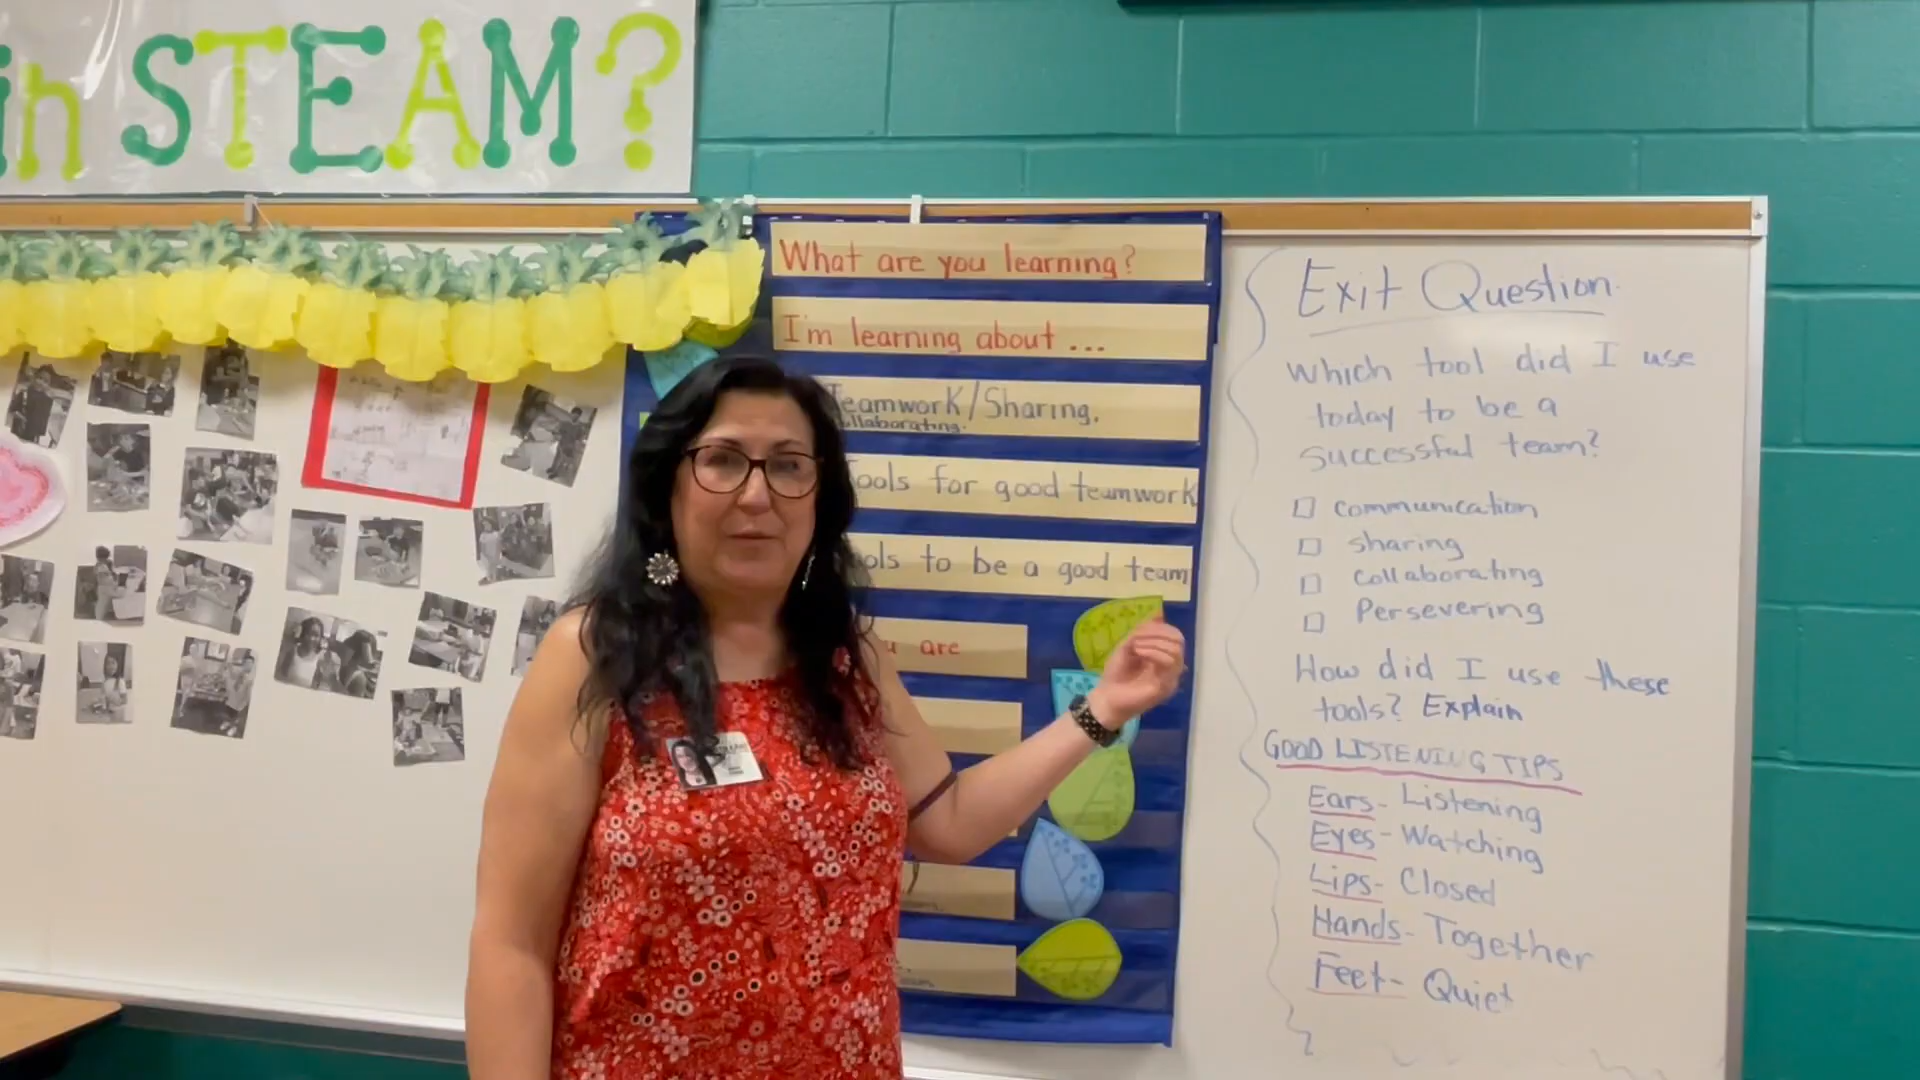 in STEAM?
What are you learning?
I'm learning about ...
Teamwork/Sharing.
Collaborating.
Tools for good teamwork
to be a good team
are
Exit Question
Which tool did I use
today to be a
successful team?
communication
sharing
collaborating
Persevering
How did I use these
tools? Explain
GOOD LISTENING TIPS
Ears- Listening
Eyes- Watching
Lips- Closed
Hands- Together
Feet- Quiet